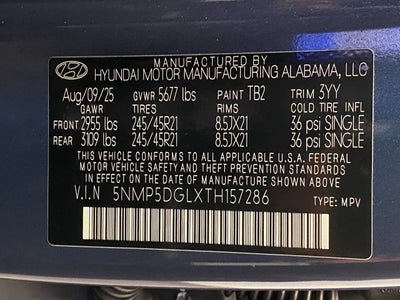 MANUFACTURED BY
HYUNDAI MOTOR MANUFACTURING ALABAMA, LLC
Aug/09/25 GVWR 5677 lbs PAINT TB2 TRIM 3YY
GAWR TIRES RIMS COLD TIRE INFL
FRONT 2955 lbs 245/45R21 8.5JX21 36 psi SINGLE
REAR 3109 lbs 245/45R21 8.5JX21 36 psi SINGLE
THIS VEHICLE CONFORMS TO ALL APPLICABLE U.S.A. FEDERAL
MOTOR VEHICLE SAFETY AND THEFT PREVENTION STANDARDS
IN EFFECT ON THE DATE OF MANUFACTURE SHOWN ABOVE.
V.I.N 5NMP5DGLXTH157286 TYPE: MPV